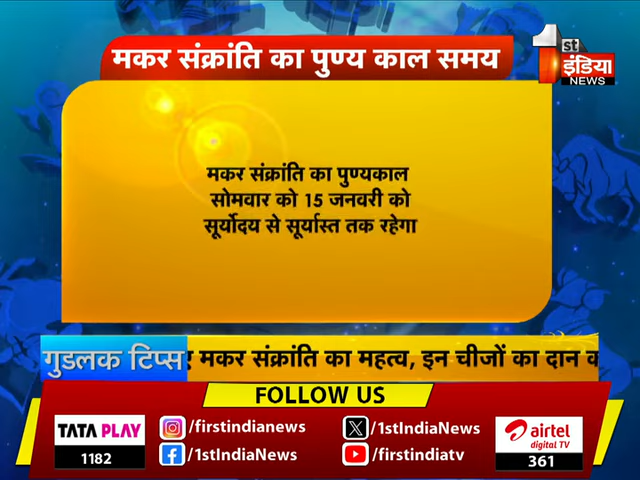 मकर संक्रांति का पुण्य काल समय
1st
इंडिया
NEWS
मकर संक्रांति का पुण्यकाल
सोमवार को 15 जनवरी को
सूर्योदय से सूर्यास्त तक रहेगा
गुडलक टिप्स
मकर संक्रांति का महत्व, इन चीजों का दान
FOLLOW US
TATA PLAY
1182
/firstindianews
/1stIndiaNews
/1stIndiaNews
/firstindiatv
airtel
digital TV
361